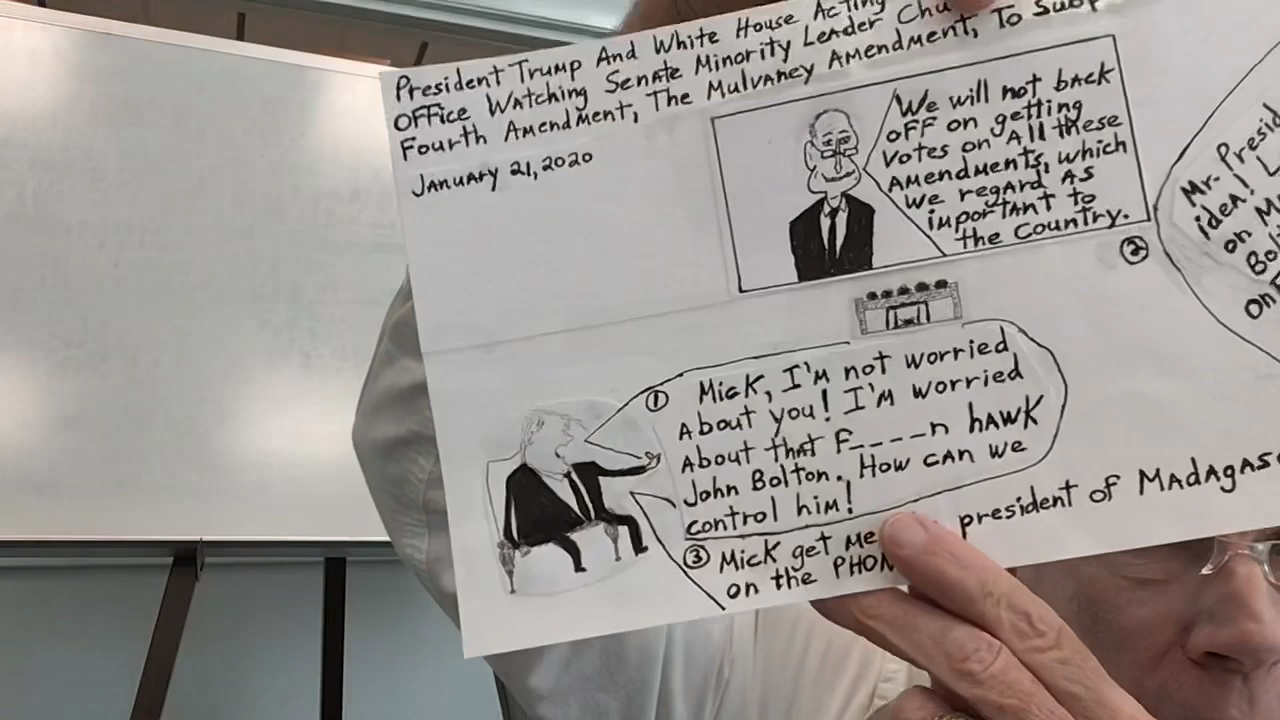 President Trump And White House Acting
Office Watching Senate Minority Leader Chu
Fourth Amendment, The Mulvaney Amendment, To Subp
January 21, 2020
We will not back
off on getting
Votes on All these
Amendments, which
we regard as
important to
the Country.
②
Mr. Presid
idea! L
on M
Bol
on
① Mick, I'm not worried
About you! I'm worried
About that F----n hawk
John Bolton. How can we
control him!
③ Mick get me president of Madagas
on the PHON